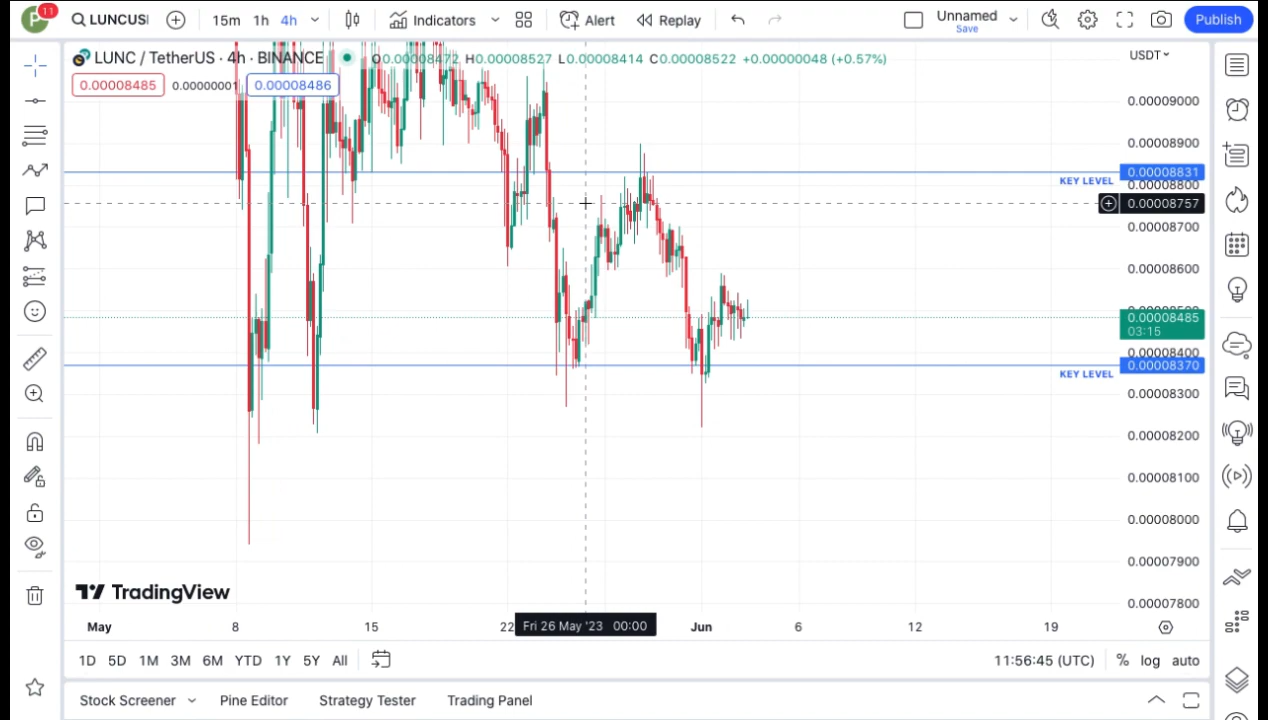 11
P
LUNCUS
15m 1h 4h Indicators Alert Replay Unnamed Save Publish
LUNC / TetherUS · 4h · BINANCE O0.00008472 H0.00008527 L0.00008414 C0.00008522 +0.00000048 (+0.57%)
USDT
0.00008485 0.00000001 0.00008486
0.00009000
0.00008900
0.00008831
KEY LEVEL
0.00008800
0.00008757
0.00008700
0.00008600
0.00008485
03:15
0.00008400
0.00008370
KEY LEVEL
0.00008300
0.00008200
0.00008100
0.00008000
0.00007900
TradingView
0.00007800
May 8 15 22 Fri 26 May '23 00:00 Jun 6 12 19
1D 5D 1M 3M 6M YTD 1Y 5Y All 11:56:45 (UTC) % log auto
Stock Screener Pine Editor Strategy Tester Trading Panel